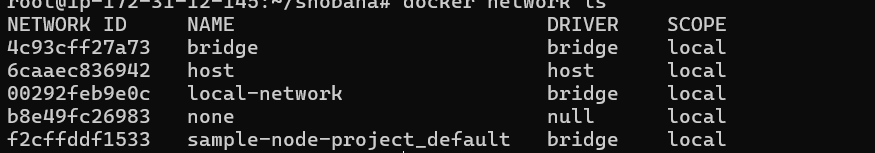 root@ip-172-31-12-145:~/shobana# docker network ls
NETWORK ID     NAME                          DRIVER    SCOPE
4c93cff27a73   bridge                        bridge    local
6caaec836942   host                          host      local
00292feb9e0c   local-network                 bridge    local
b8e49fc26983   none                          null      local
f2cffddf1533   sample-node-project_default   bridge    local